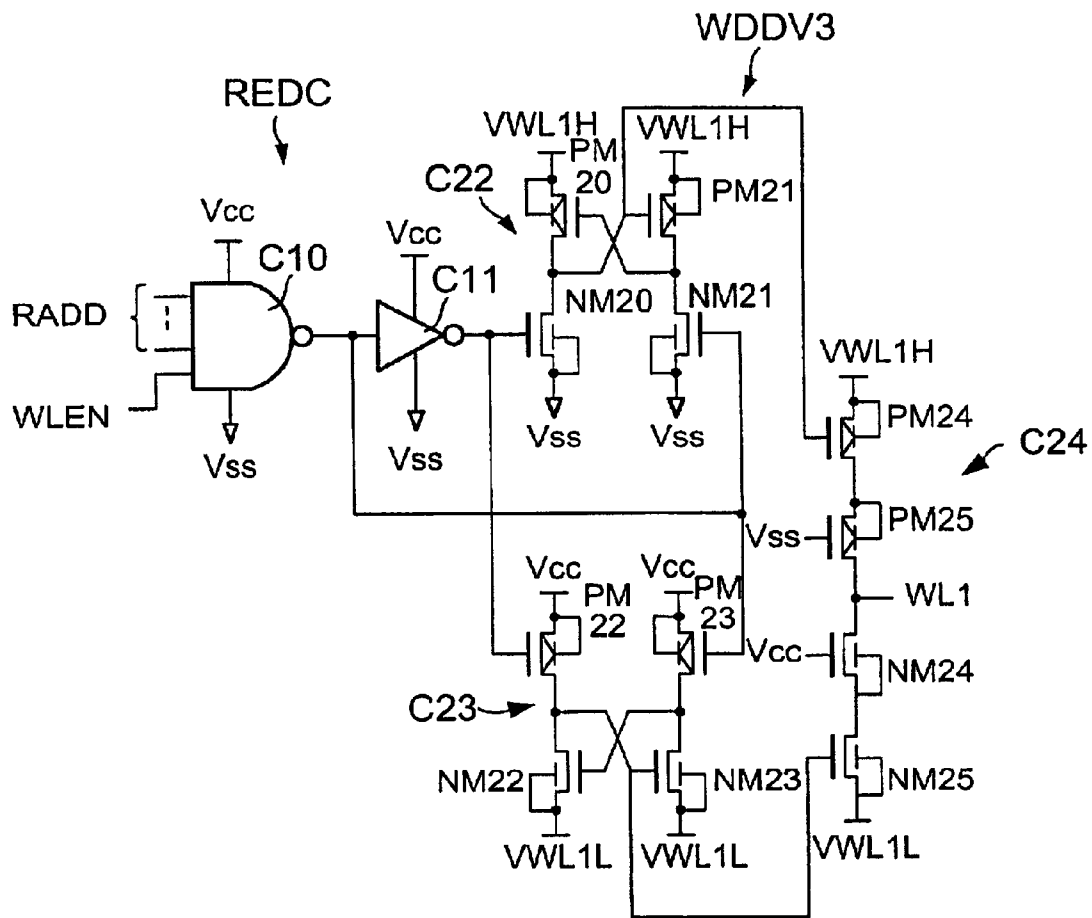 WDDV3
REDC
VWL1H
VWL1H
PM
20
PM21
C22
Vcc
C10
Vcc
C11
NM20
NM21
RADD
WLEN
Vss
Vss
Vss
Vss
VWL1H
PM24
C24
Vss
PM25
WL1
Vcc
NM24
NM25
VWL1L
Vcc
PM
22
Vcc
PM
23
C23
NM22
NM23
VWL1L
VWL1L